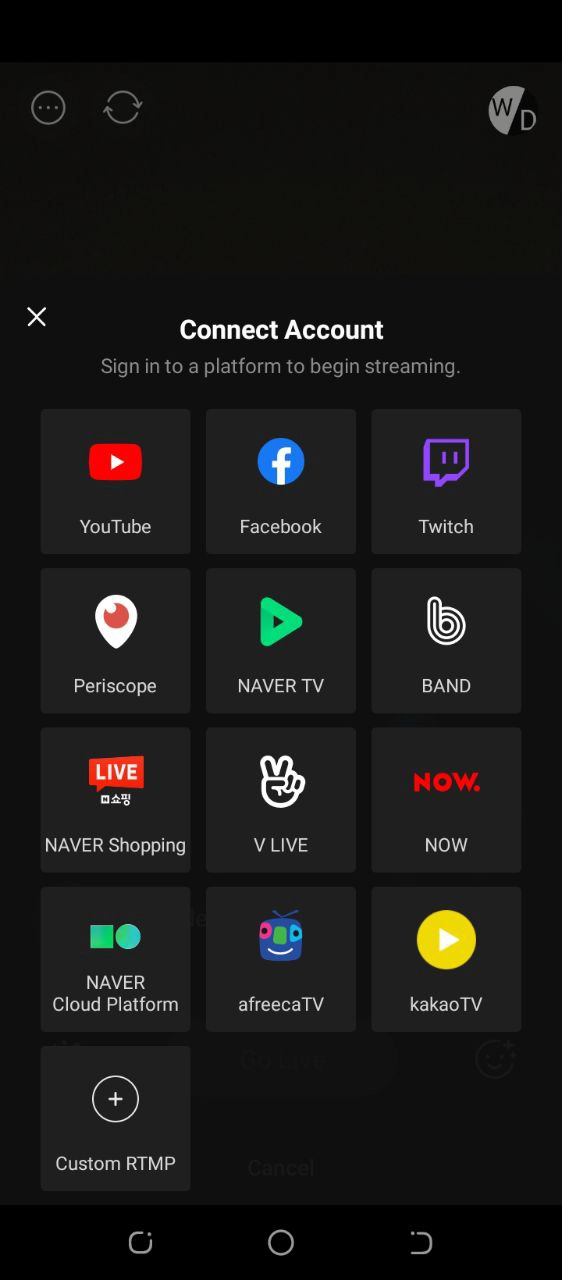 W
D
Connect Account
Sign in to a platform to begin streaming.
YouTube
Facebook
Twitch
Periscope
NAVER TV
BAND
LIVE
쇼핑
NAVER Shopping
V LIVE
NOW.
NOW
NAVER
Cloud Platform
afreecaTV
kakaoTV
Go Live
Custom RTMP
Cancel